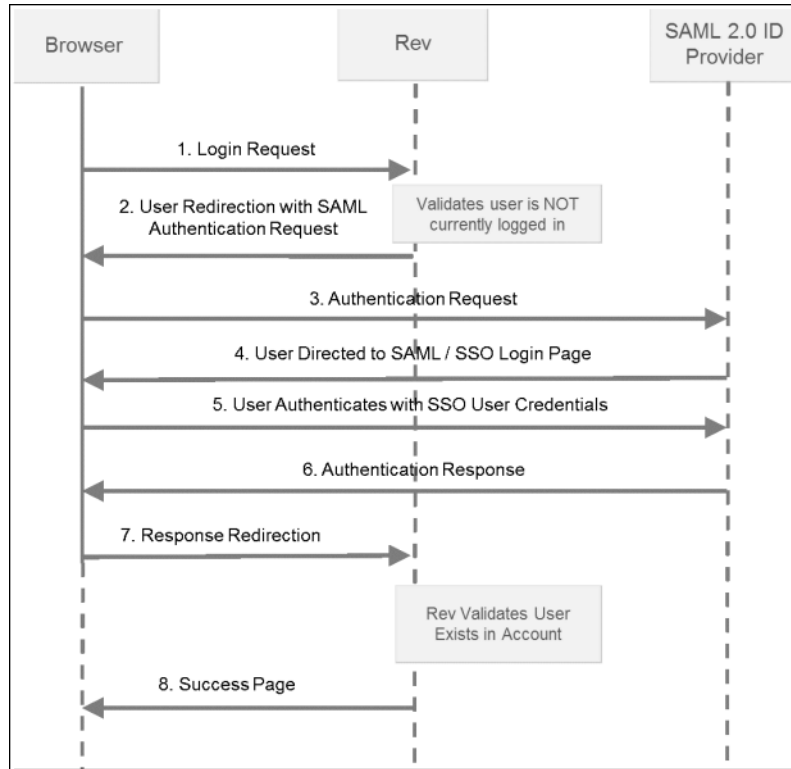 Browser
Rev
SAML 2.0 ID
Provider
1. Login Request
2. User Redirection with SAML
Authentication Request
Validates user is NOT
currently logged in
3. Authentication Request
4. User Directed to SAML / SSO Login Page
5. User Authenticates with SSO User Credentials
6. Authentication Response
7. Response Redirection
Rev Validates User
Exists in Account
8. Success Page